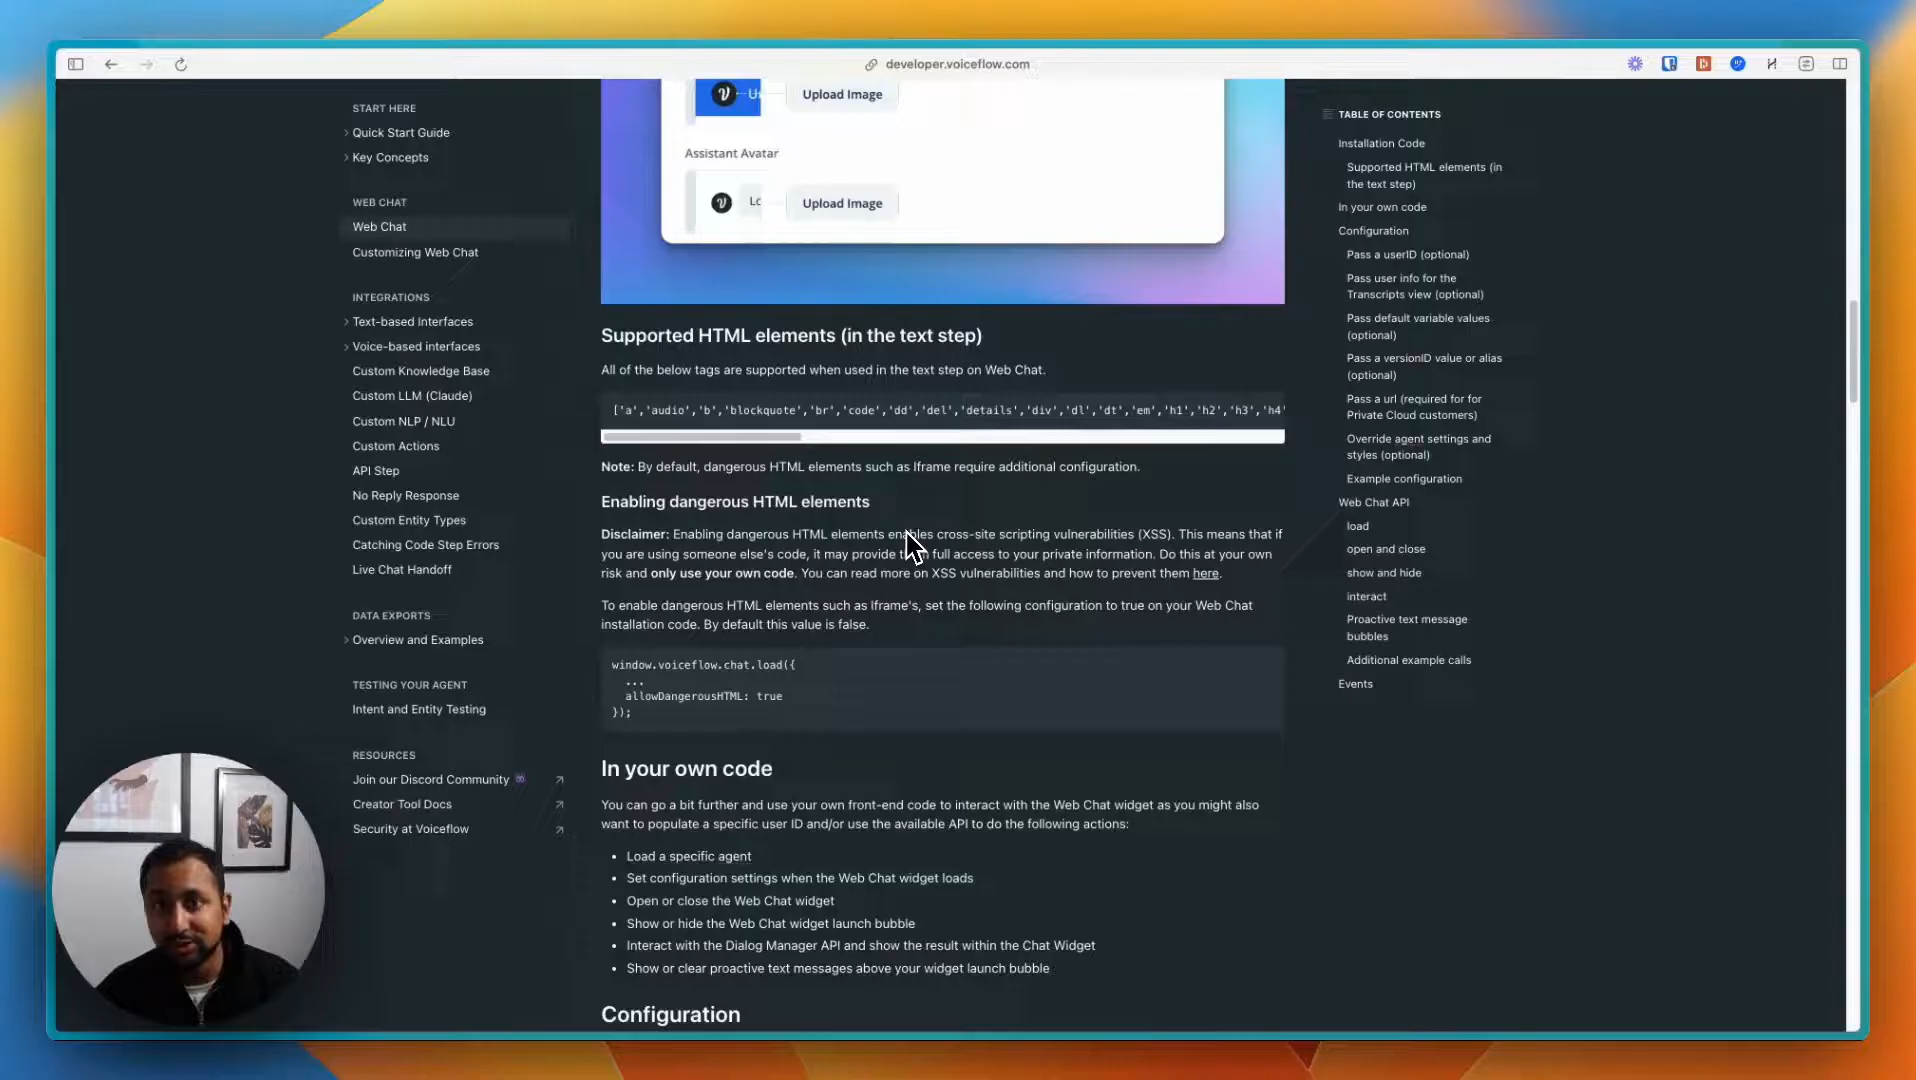 developer.voiceflow.com
START HERE
Quick Start Guide
Key Concepts
WEB CHAT
Web Chat
Customizing Web Chat
INTEGRATIONS
Text-based Interfaces
Voice-based interfaces
Custom Knowledge Base
Custom LLM (Claude)
Custom NLP / NLU
Custom Actions
API Step
No Reply Response
Custom Entity Types
Catching Code Step Errors
Live Chat Handoff
DATA EXPORTS
Overview and Examples
TESTING YOUR AGENT
Intent and Entity Testing
RESOURCES
Join our Discord Community
Creator Tool Docs
Security at Voiceflow
Upload Image
Assistant Avatar
Upload Image
Supported HTML elements (in the text step)
All of the below tags are supported when used in the text step on Web Chat.
['a','audio','b','blockquote','br','code','dd','del','details','div','dl','dt','em','h1','h2','h3','h4'
Note: By default, dangerous HTML elements such as Iframe require additional configuration.
Enabling dangerous HTML elements
Disclaimer: Enabling dangerous HTML elements enables cross-site scripting vulnerabilities (XSS). This means that if
you are using someone else's code, it may provide them full access to your private information. Do this at your own
risk and only use your own code. You can read more on XSS vulnerabilities and how to prevent them here.
To enable dangerous HTML elements such as Iframe's, set the following configuration to true on your Web Chat
installation code. By default this value is false.
window.voiceflow.chat.load({
...
allowDangerousHTML: true
});
In your own code
You can go a bit further and use your own front-end code to interact with the Web Chat widget as you might also
want to populate a specific user ID and/or use the available API to do the following actions:
• Load a specific agent
• Set configuration settings when the Web Chat widget loads
• Open or close the Web Chat widget
• Show or hide the Web Chat widget launch bubble
• Interact with the Dialog Manager API and show the result within the Chat Widget
• Show or clear proactive text messages above your widget launch bubble
Configuration
TABLE OF CONTENTS
Installation Code
Supported HTML elements (in
the text step)
In your own code
Configuration
Pass a userID (optional)
Pass user info for the
Transcripts view (optional)
Pass default variable values
(optional)
Pass a versionID value or alias
(optional)
Pass a url (required for for
Private Cloud customers)
Override agent settings and
styles (optional)
Example configuration
Web Chat API
load
open and close
show and hide
interact
Proactive text message
bubbles
Additional example calls
Events